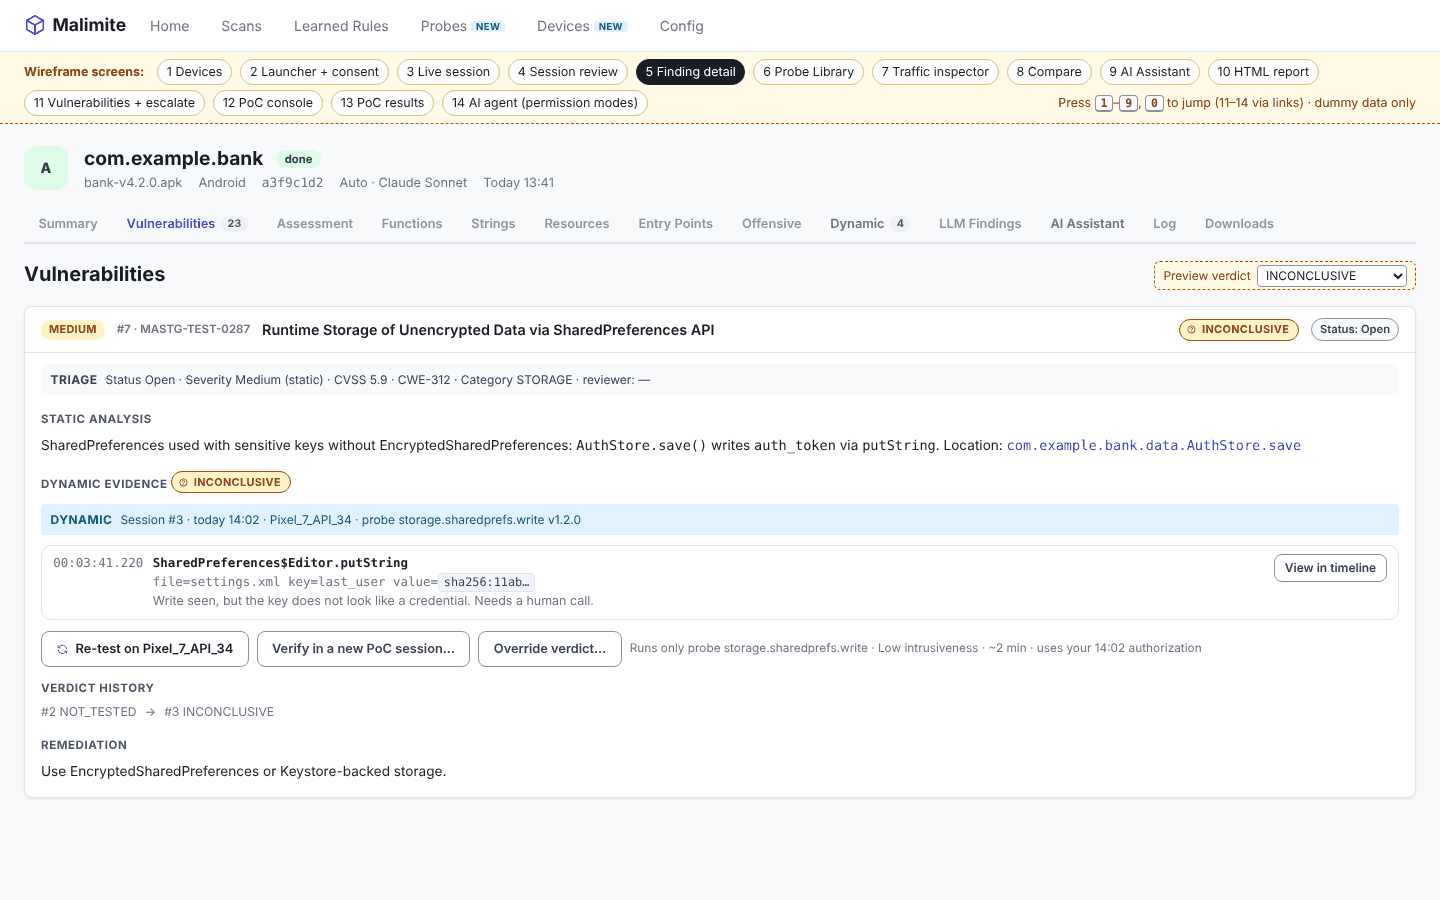 Malimite Home Scans Learned Rules Probes NEW Devices NEW Config
Wireframe screens: 1 Devices 2 Launcher + consent 3 Live session 4 Session review 5 Finding detail 6 Probe Library 7 Traffic inspector 8 Compare 9 AI Assistant 10 HTML report
11 Vulnerabilities + escalate 12 PoC console 13 PoC results 14 AI agent (permission modes) Press 1–9, 0 to jump (11–14 via links) · dummy data only
A
com.example.bank done
bank-v4.2.0.apk Android a3f9c1d2 Auto · Claude Sonnet Today 13:41
Summary Vulnerabilities 23 Assessment Functions Strings Resources Entry Points Offensive Dynamic 4 LLM Findings AI Assistant Log Downloads
Vulnerabilities Preview verdict INCONCLUSIVE
MEDIUM #7 · MASTG-TEST-0287 Runtime Storage of Unencrypted Data via SharedPreferences API INCONCLUSIVE Status: Open
TRIAGE Status Open · Severity Medium (static) · CVSS 5.9 · CWE-312 · Category STORAGE · reviewer: —
STATIC ANALYSIS
SharedPreferences used with sensitive keys without EncryptedSharedPreferences: AuthStore.save() writes auth_token via putString. Location: com.example.bank.data.AuthStore.save
DYNAMIC EVIDENCE INCONCLUSIVE
DYNAMIC Session #3 · today 14:02 · Pixel_7_API_34 · probe storage.sharedprefs.write v1.2.0
00:03:41.220 SharedPreferences$Editor.putString View in timeline
file=settings.xml key=last_user value=sha256:11ab…
Write seen, but the key does not look like a credential. Needs a human call.
Re-test on Pixel_7_API_34 Verify in a new PoC session… Override verdict… Runs only probe storage.sharedprefs.write · Low intrusiveness · ~2 min · uses your 14:02 authorization
VERDICT HISTORY
#2 NOT_TESTED → #3 INCONCLUSIVE
REMEDIATION
Use EncryptedSharedPreferences or Keystore-backed storage.